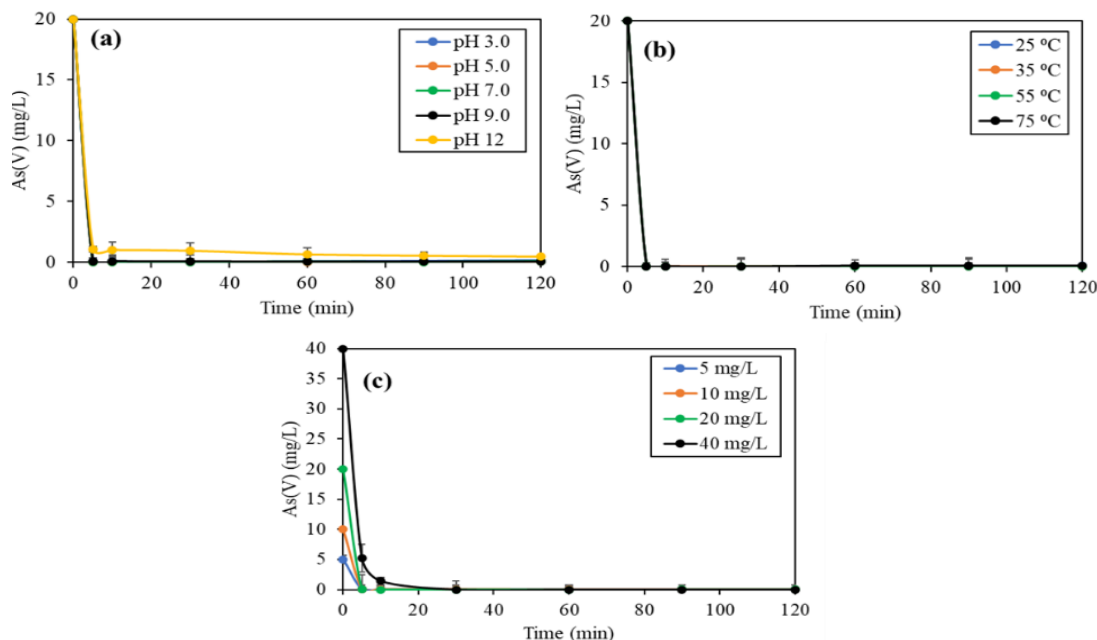 (a)
As(V) (mg/L)
20
15
10
5
0
0 20 40 60 80 100 120
Time (min)
pH 3.0
pH 5.0
pH 7.0
pH 9.0
pH 12
(b)
As(V) (mg/L)
20
15
10
5
0
0 20 40 60 80 100 120
Time (min)
25 ⁰C
35 ⁰C
55 ⁰C
75 ⁰C
(c)
As(V) (mg/L)
40
35
30
25
20
15
10
5
0
0 20 40 60 80 100 120
Time (min)
5 mg/L
10 mg/L
20 mg/L
40 mg/L